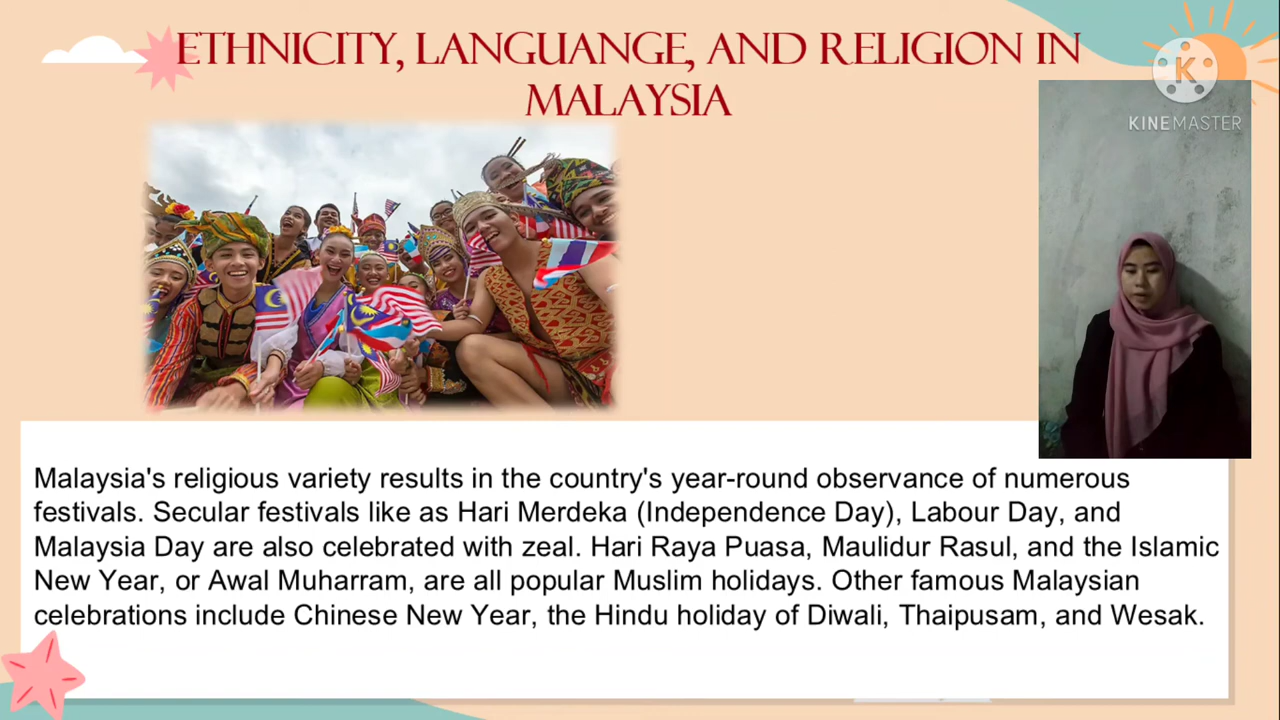 ETHNICITY, LANGUANGE, AND RELIGION IN
MALAYSIA
K
KINEMASTER
Malaysia's religious variety results in the country's year-round observance of numerous
festivals. Secular festivals like as Hari Merdeka (Independence Day), Labour Day, and
Malaysia Day are also celebrated with zeal. Hari Raya Puasa, Maulidur Rasul, and the Islamic
New Year, or Awal Muharram, are all popular Muslim holidays. Other famous Malaysian
celebrations include Chinese New Year, the Hindu holiday of Diwali, Thaipusam, and Wesak.